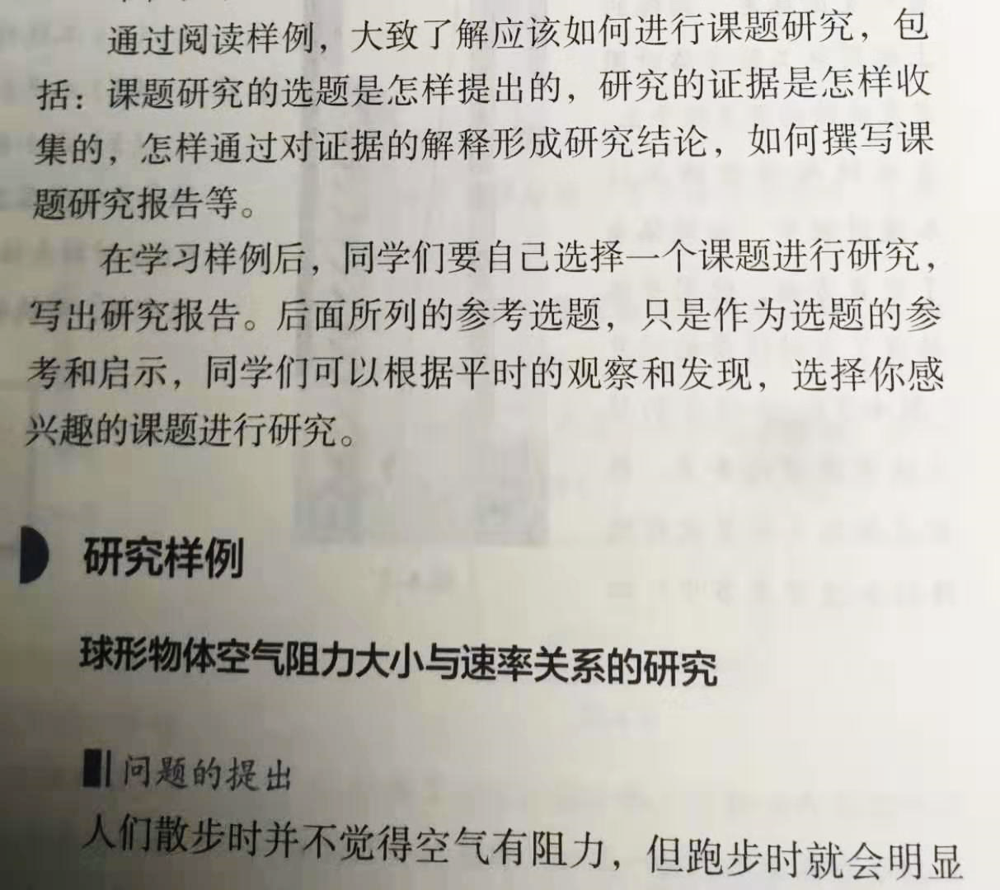 通过阅读样例，大致了解应该如何进行课题研究，包
括：课题研究的选题是怎样提出的，研究的证据是怎样收
集的，怎样通过对证据的解释形成研究结论，如何撰写课
题研究报告等。
在学习样例后，同学们要自己选择一个课题进行研究，
写出研究报告。后面所列的参考选题，只是作为选题的参
考和启示，同学们可以根据平时的观察和发现，选择你感
兴趣的课题进行研究。
研究样例
球形物体空气阻力大小与速率关系的研究
问题的提出
人们散步时并不觉得空气有阻力，但跑步时就会明显